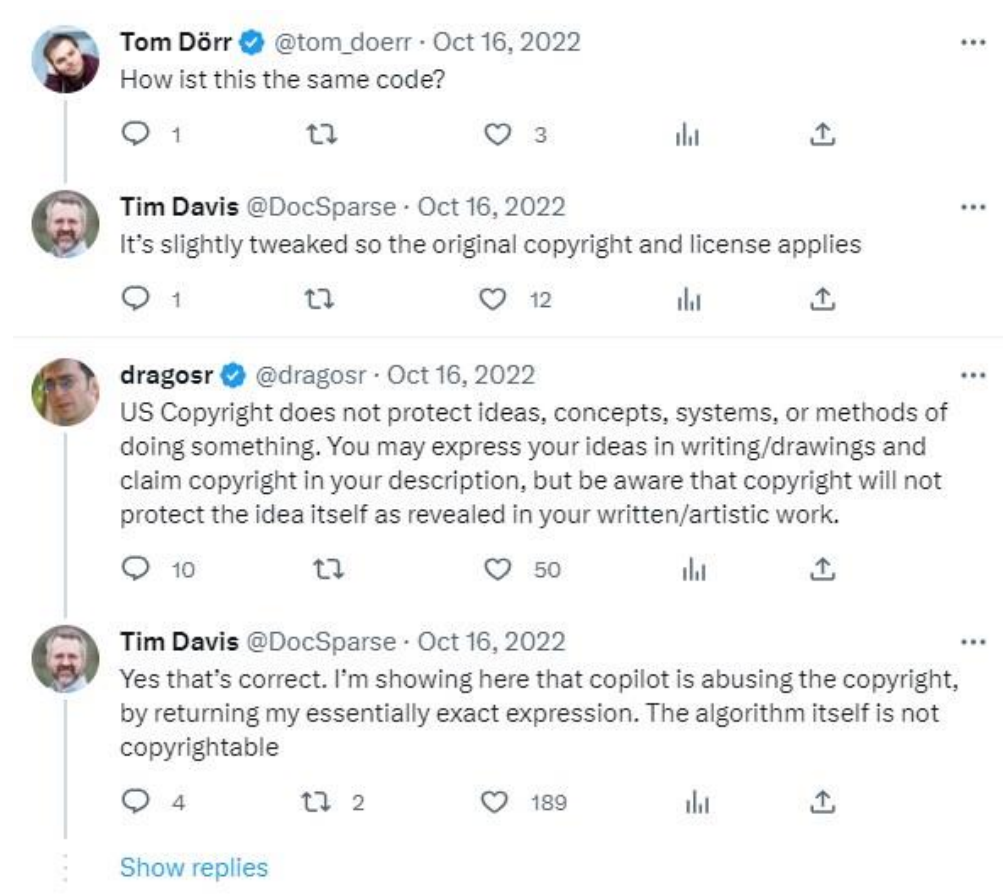 Tom Dörr @tom_doerr · Oct 16, 2022
How ist this the same code?
1 3
Tim Davis @DocSparse · Oct 16, 2022
It's slightly tweaked so the original copyright and license applies
1 12
dragosr @dragosr · Oct 16, 2022
US Copyright does not protect ideas, concepts, systems, or methods of
doing something. You may express your ideas in writing/drawings and
claim copyright in your description, but be aware that copyright will not
protect the idea itself as revealed in your written/artistic work.
10 50
Tim Davis @DocSparse · Oct 16, 2022
Yes that's correct. I'm showing here that copilot is abusing the copyright,
by returning my essentially exact expression. The algorithm itself is not
copyrightable
4 2 189
Show replies